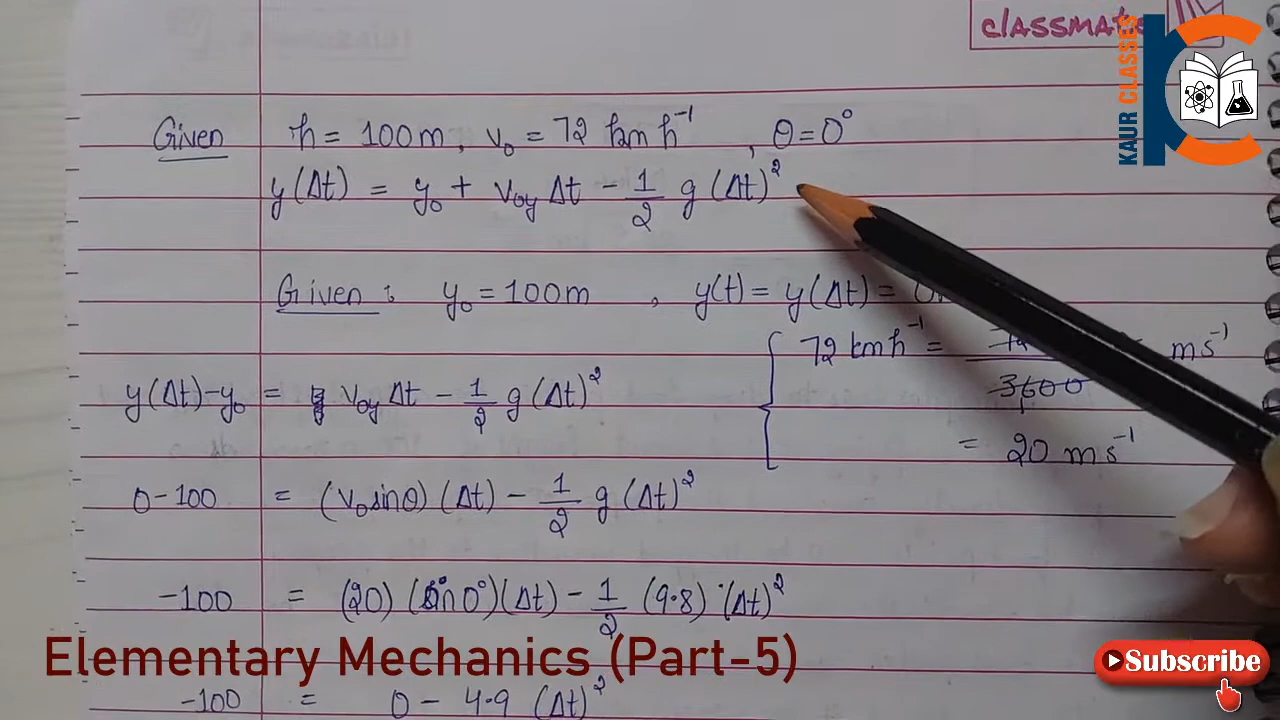 classmate
KAUR CLASSES
Given h = 100m, v₀ = 72 km h⁻¹, θ = 0°
y(Δt) = y₀ + v₀y Δt − 1/2 g (Δt)²
Given : y₀ = 100m , y(t) = y(Δt) =
72 km h⁻¹ = ms⁻¹
3600
y(Δt)−y₀ = v₀y Δt − 1/2 g (Δt)²
= 20 ms⁻¹
0 − 100 = (v₀ sinθ) (Δt) − 1/2 g (Δt)²
−100 = (20) (sin 0°) (Δt) − 1/2 (9.8) (Δt)²
Elementary Mechanics (Part-5)
Subscribe
−100 = 0 − 4.9 (Δt)²